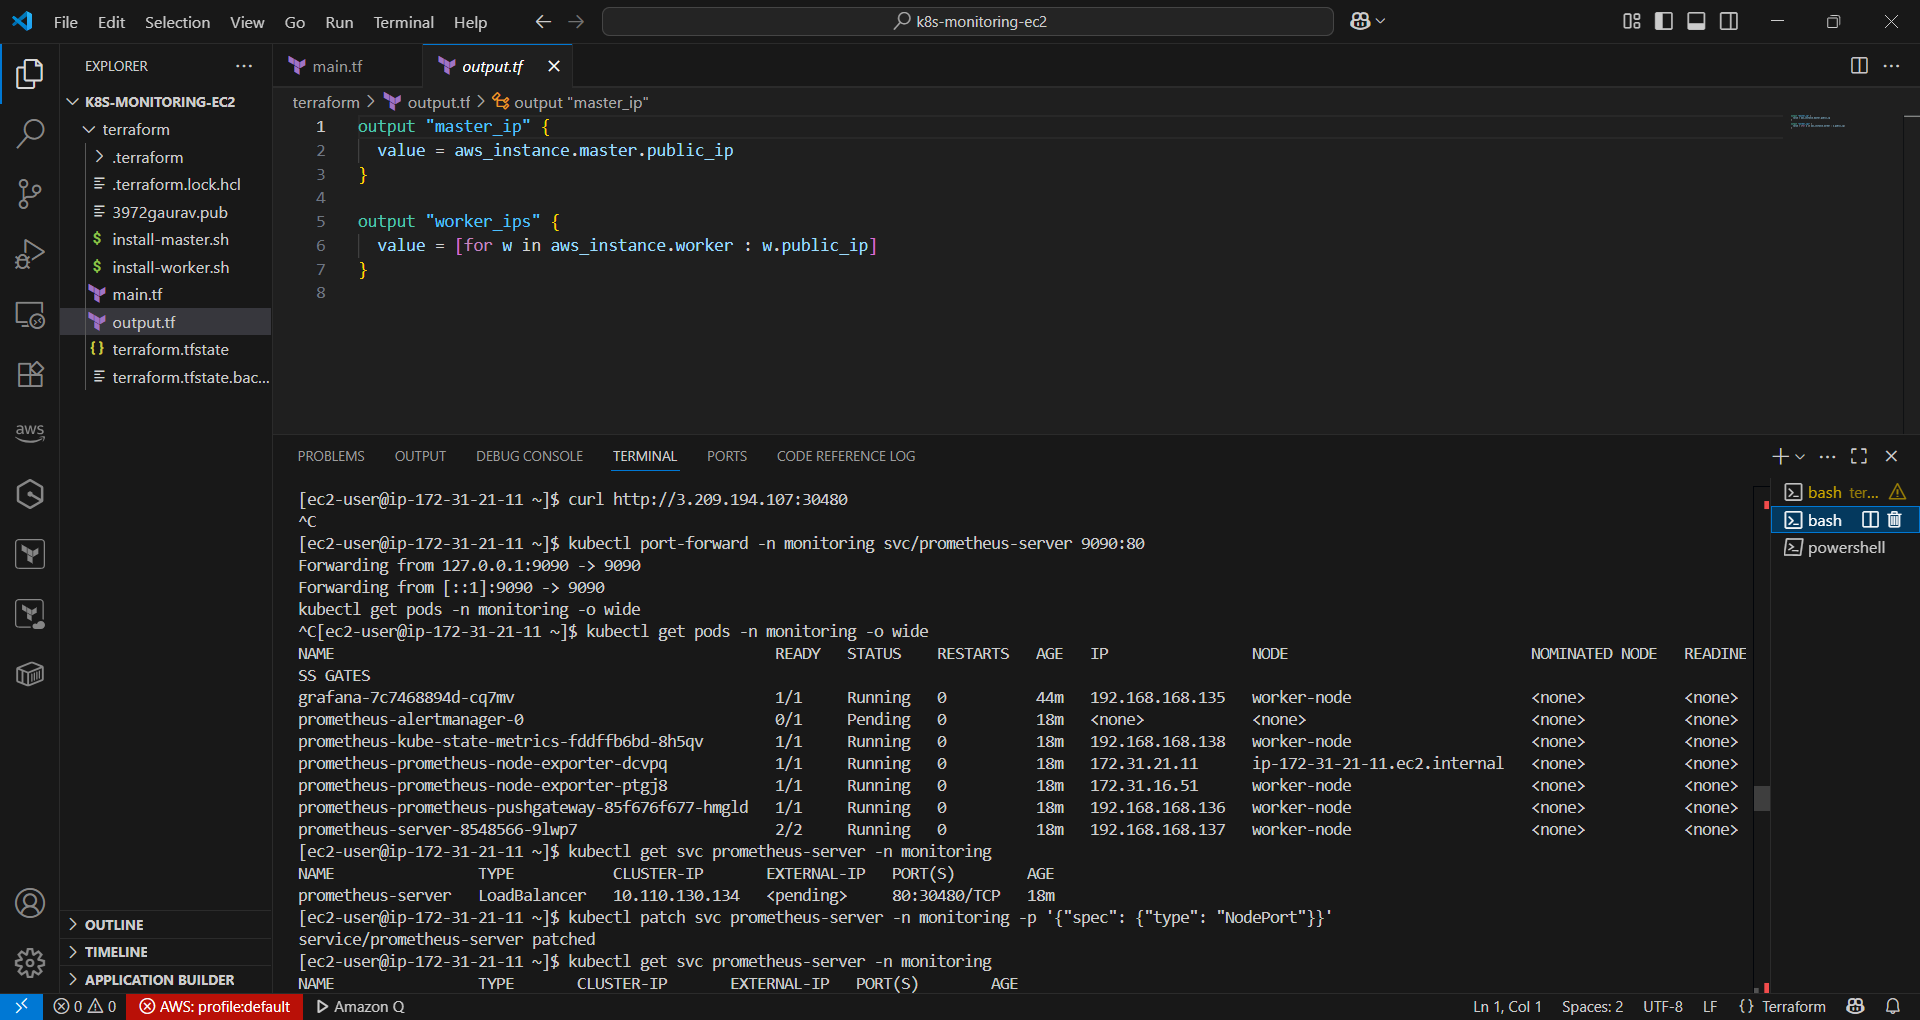 File Edit Selection View Go Run Terminal Help
k8s-monitoring-ec2
EXPLORER
K8S-MONITORING-EC2
terraform
.terraform
.terraform.lock.hcl
3972gaurav.pub
$ install-master.sh
$ install-worker.sh
main.tf
output.tf
{} terraform.tfstate
terraform.tfstate.bac...
aws
OUTLINE
TIMELINE
APPLICATION BUILDER
main.tf output.tf
terraform > output.tf > output "master_ip"
1 output "master_ip" {
2 value = aws_instance.master.public_ip
3 }
4
5 output "worker_ips" {
6 value = [for w in aws_instance.worker : w.public_ip]
7 }
8
PROBLEMS OUTPUT DEBUG CONSOLE TERMINAL PORTS CODE REFERENCE LOG
[ec2-user@ip-172-31-21-11 ~]$ curl http://3.209.194.107:30480
^C
[ec2-user@ip-172-31-21-11 ~]$ kubectl port-forward -n monitoring svc/prometheus-server 9090:80
Forwarding from 127.0.0.1:9090 -> 9090
Forwarding from [::1]:9090 -> 9090
kubectl get pods -n monitoring -o wide
^C[ec2-user@ip-172-31-21-11 ~]$ kubectl get pods -n monitoring -o wide
NAME READY STATUS RESTARTS AGE IP NODE NOMINATED NODE READINE
SS GATES
grafana-7c7468894d-cq7mv 1/1 Running 0 44m 192.168.168.135 worker-node <none> <none>
prometheus-alertmanager-0 0/1 Pending 0 18m <none> <none> <none> <none>
prometheus-kube-state-metrics-fddffb6bd-8h5qv 1/1 Running 0 18m 192.168.168.138 worker-node <none> <none>
prometheus-prometheus-node-exporter-dcvpq 1/1 Running 0 18m 172.31.21.11 ip-172-31-21-11.ec2.internal <none> <none>
prometheus-prometheus-node-exporter-ptgj8 1/1 Running 0 18m 172.31.16.51 worker-node <none> <none>
prometheus-prometheus-pushgateway-85f676f677-hmgld 1/1 Running 0 18m 192.168.168.136 worker-node <none> <none>
prometheus-server-8548566-9lwp7 2/2 Running 0 18m 192.168.168.137 worker-node <none> <none>
[ec2-user@ip-172-31-21-11 ~]$ kubectl get svc prometheus-server -n monitoring
NAME TYPE CLUSTER-IP EXTERNAL-IP PORT(S) AGE
prometheus-server LoadBalancer 10.110.130.134 <pending> 80:30480/TCP 18m
[ec2-user@ip-172-31-21-11 ~]$ kubectl patch svc prometheus-server -n monitoring -p '{"spec": {"type": "NodePort"}}'
service/prometheus-server patched
[ec2-user@ip-172-31-21-11 ~]$ kubectl get svc prometheus-server -n monitoring
NAME TYPE CLUSTER-IP EXTERNAL-IP PORT(S) AGE
bash ter...
bash
powershell
0 0 AWS: profile:default Amazon Q Ln 1, Col 1 Spaces: 2 UTF-8 LF {} Terraform